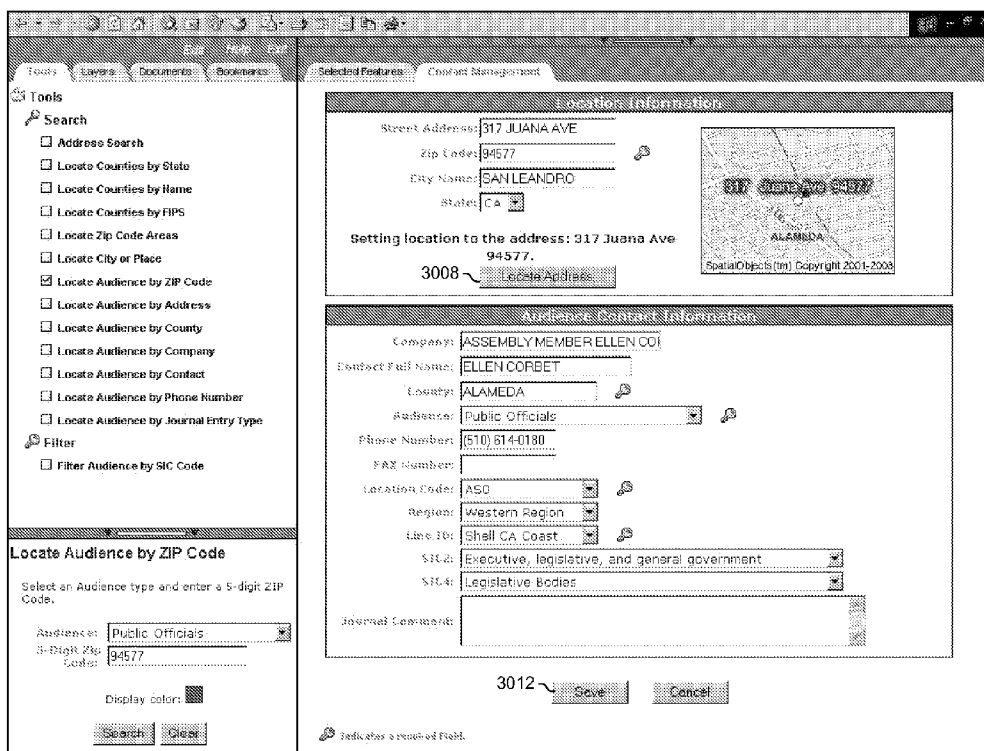 Edit Help Exit
Tools Layers Documents Bookmarks
Tools
Search
Address Search
Locate Counties by State
Locate Counties by Name
Locate Counties by FIPS
Locate Zip Code Areas
Locate City or Place
Locate Audience by ZIP Code
Locate Audience by Address
Locate Audience by County
Locate Audience by Company
Locate Audience by Contact
Locate Audience by Phone Number
Locate Audience by Journal Entry Type
Filter
Filter Audience by SIC Code
Locate Audience by ZIP Code
Select an Audience type and enter a 5-digit ZIP
Code.
Audience: Public Officials
5-Digit Zip
Code: 94577
Display color:
Search Clear
Selected Features Contact Management
Location Information
Street Address: 317 JUANA AVE
Zip Code: 94577
City Name: SAN LEANDRO
State: CA
Setting location to the address: 317 Juana Ave
94577.
3008 Locate Address
317 Juana Ave 94577
ALAMEDA
SpatialObjects(tm) Copyright 2001-2003
Audience Contact Information
Company: ASSEMBLY MEMBER ELLEN CO
Contact Full Name: ELLEN CORBET
County: ALAMEDA
Audience: Public Officials
Phone Number: (510) 614-0180
FAX Number:
Location Code: ASO
Region: Western Region
Line ID: Shell CA Coast
SIC2: Executive, legislative, and general government
SIC4: Legislative Bodies
Journal Comment:
3012 Save Cancel
Indicates a required field.